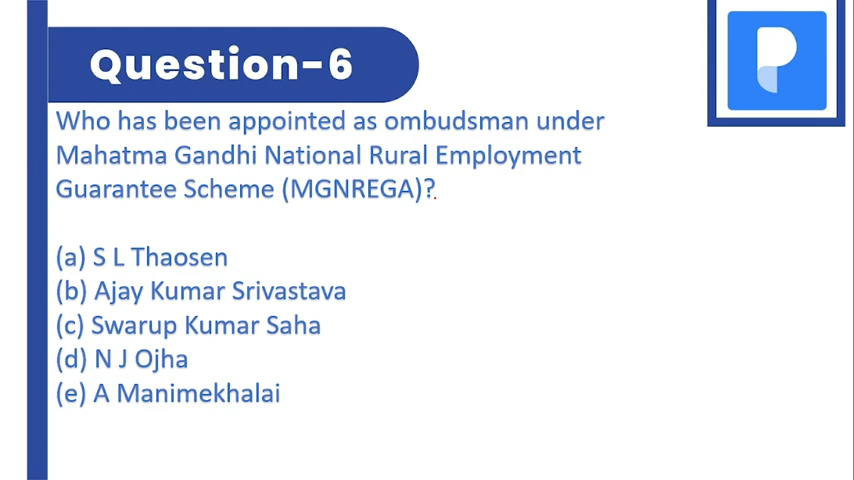 Question-6
Who has been appointed as ombudsman under
Mahatma Gandhi National Rural Employment
Guarantee Scheme (MGNREGA)?.
(a) S L Thaosen
(b) Ajay Kumar Srivastava
(c) Swarup Kumar Saha
(d) N J Ojha
(e) A Manimekhalai